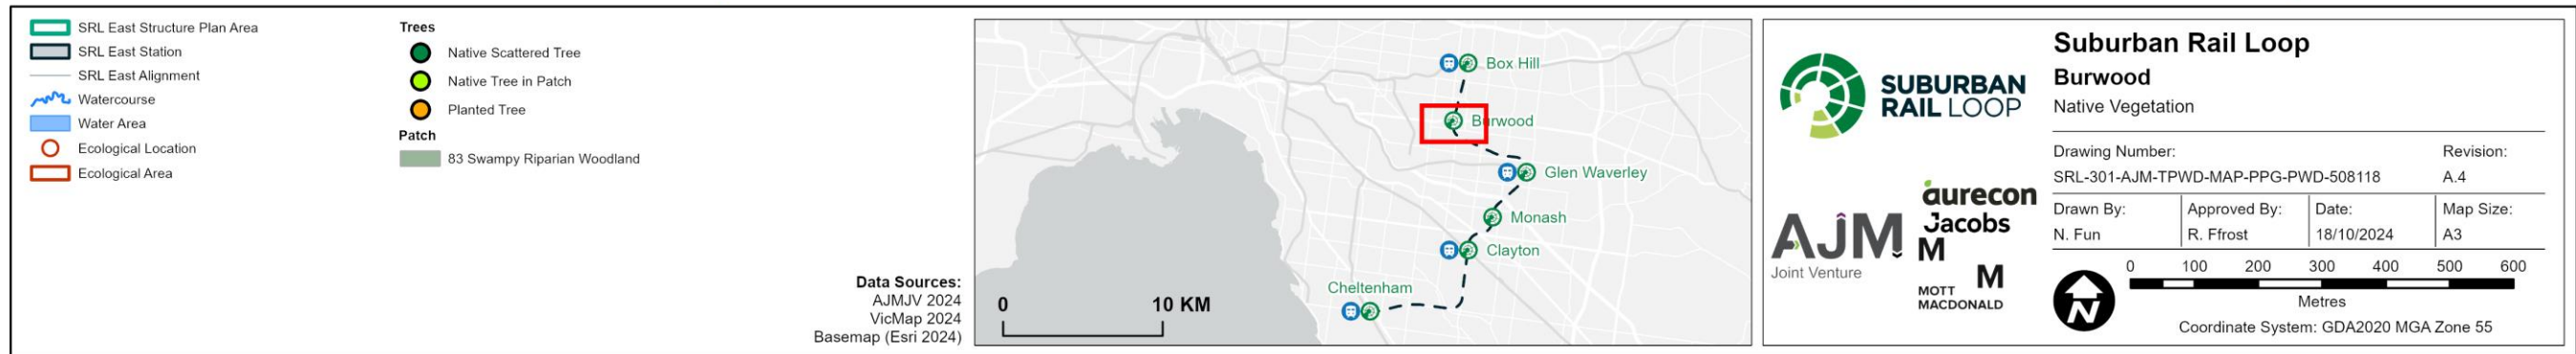 SRL East Structure Plan Area
SRL East Station
SRL East Alignment
Watercourse
Water Area
Ecological Location
Ecological Area
Trees
Native Scattered Tree
Native Tree in Patch
Planted Tree
Patch
83 Swampy Riparian Woodland
Data Sources:
AJMJV 2024
VicMap 2024
Basemap (Esri 2024)
Box Hill
Burwood
Glen Waverley
Monash
Clayton
Cheltenham
0 10 KM
SUBURBAN
RAIL LOOP
AJM
Joint Venture
aurecon
Jacobs
M
M
MOTT
MACDONALD
Suburban Rail Loop
Burwood
Native Vegetation
Drawing Number: Revision:
SRL-301-AJM-TPWD-MAP-PPG-PWD-508118 A.4
Drawn By: Approved By: Date: Map Size:
N. Fun R. Ffrost 18/10/2024 A3
N
0 100 200 300 400 500 600
Metres
Coordinate System: GDA2020 MGA Zone 55